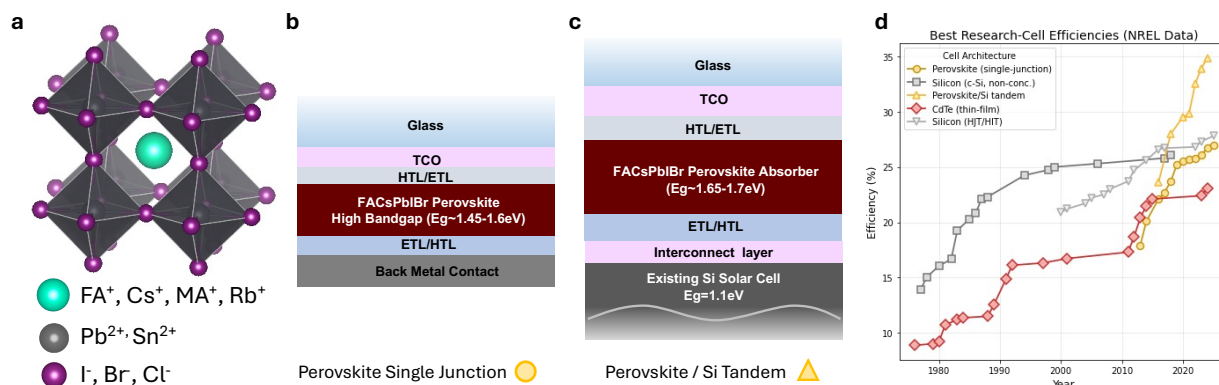 a
FA⁺, Cs⁺, MA⁺, Rb⁺
Pb²⁺, Sn²⁺
I⁻, Br⁻, Cl⁻
b
Glass
TCO
HTL/ETL
FACsPbIBr Perovskite
High Bandgap (Eg~1.45-1.6eV)
ETL/HTL
Back Metal Contact
Perovskite Single Junction
c
Glass
TCO
HTL/ETL
FACsPbIBr Perovskite Absorber
(Eg~1.65-1.7eV)
ETL/HTL
Interconnect layer
Existing Si Solar Cell
Eg=1.1eV
Perovskite / Si Tandem
d
Best Research-Cell Efficiencies (NREL Data)
Cell Architecture
Perovskite (single-junction)
Silicon (c-Si, non-conc.)
Perovskite/Si tandem
CdTe (thin-film)
Silicon (HJT/HIT)
Efficiency (%)
35
30
25
20
15
10
1980
1990
2000
2010
2020
Year